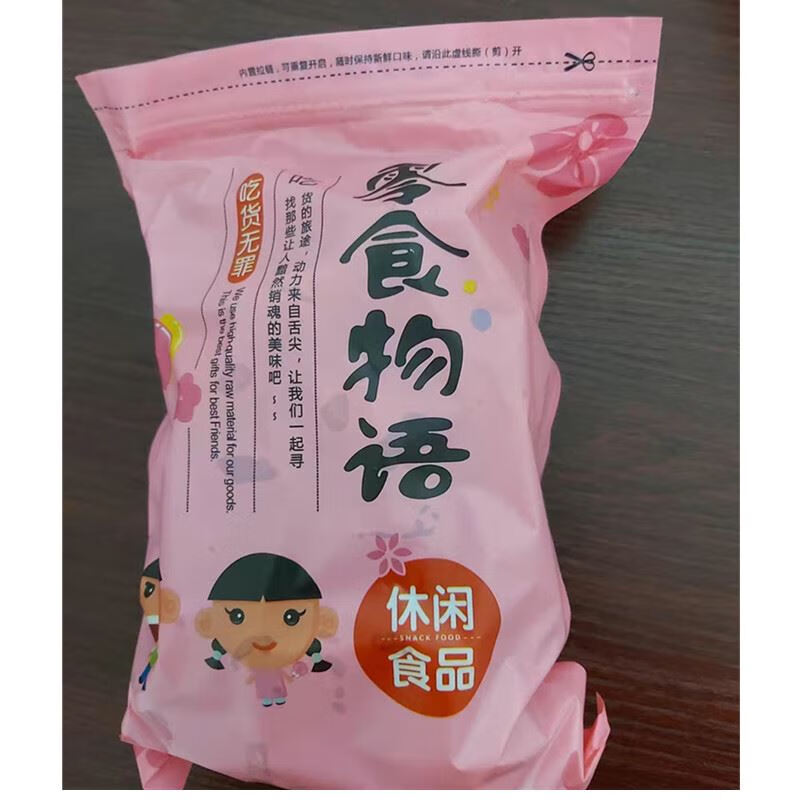 内置拉链，可重复开启，随时保持新鲜口味，请沿此虚线撕（剪）开
零食物语
吃
货的旅途，动力来自舌尖，让我们一起寻
找那些让人黯然销魂的美味吧~~
吃货无罪
We use high-quality raw material for our goods.
This is the best gifts for best Friends.
休闲
SHACK FOOD
食品